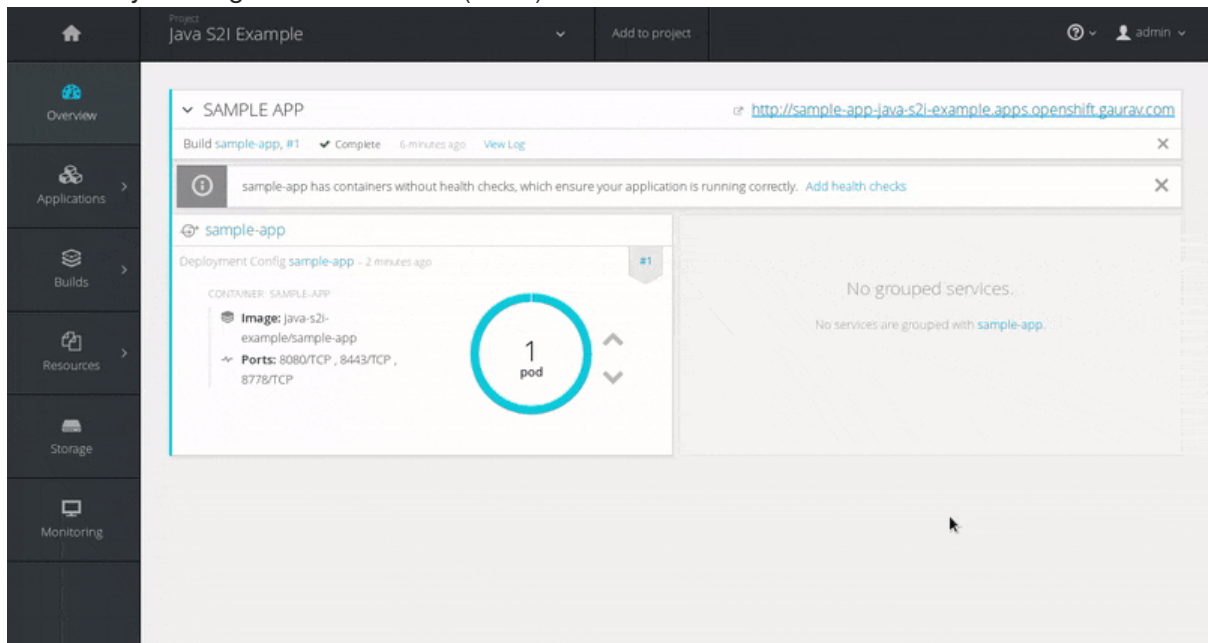 Project
Java S2I Example
Add to project
admin
Overview
SAMPLE APP
http://sample-app-java-s2i-example.apps.openshift.gaurav.com
Build sample-app, #1 Complete 6 minutes ago View Log
Applications
sample-app has containers without health checks, which ensure your application is running correctly. Add health checks
sample-app
Deployment Config sample-app - 2 minutes ago
#1
Builds
CONTAINER: SAMPLE-APP
Image: java-s2i-
example/sample-app
Ports: 8080/TCP , 8443/TCP ,
8778/TCP
1
pod
No grouped services.
No services are grouped with sample-app.
Resources
Storage
Monitoring